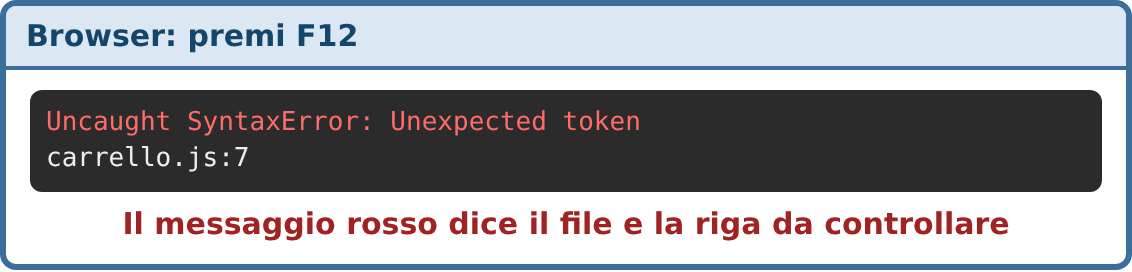 Browser: premi F12
Uncaught SyntaxError: Unexpected token
carrello.js:7
Il messaggio rosso dice il file e la riga da controllare